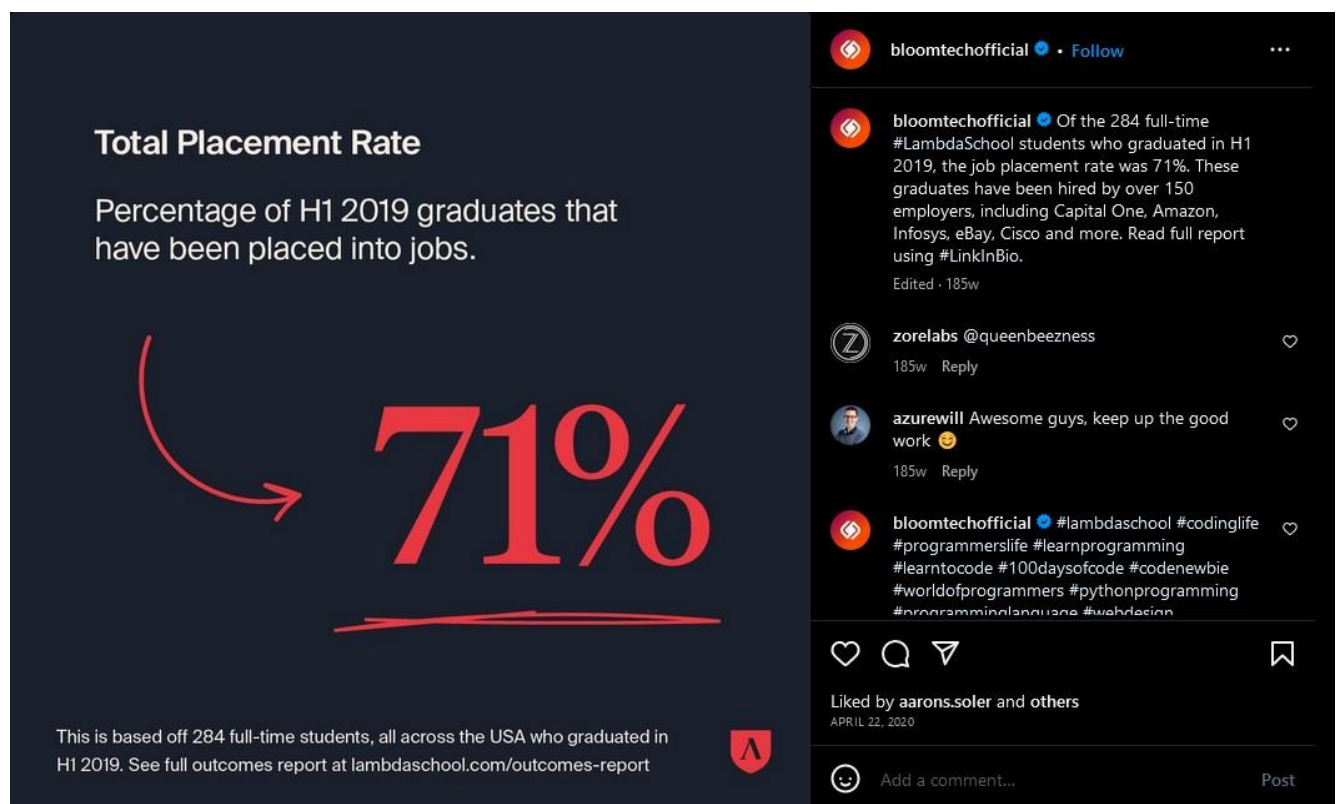 Total Placement Rate
Percentage of H1 2019 graduates that
have been placed into jobs.
71%
This is based off 284 full-time students, all across the USA who graduated in
H1 2019. See full outcomes report at lambdaschool.com/outcomes-report
bloomtechofficial • Follow
bloomtechofficial Of the 284 full-time
#LambdaSchool students who graduated in H1
2019, the job placement rate was 71%. These
graduates have been hired by over 150
employers, including Capital One, Amazon,
Infosys, eBay, Cisco and more. Read full report
using #LinkInBio.
Edited · 185w
zorelabs @queenbeezness
185w Reply
azurewill Awesome guys, keep up the good
work 😊
185w Reply
bloomtechofficial #lambdaschool #codinglife
#programmerslife #learnprogramming
#learntocode #100daysofcode #codenewbie
#worldofprogrammers #pythonprogramming
#programminglanguage #webdesign
Liked by aarons.soler and others
APRIL 22, 2020
Add a comment... Post